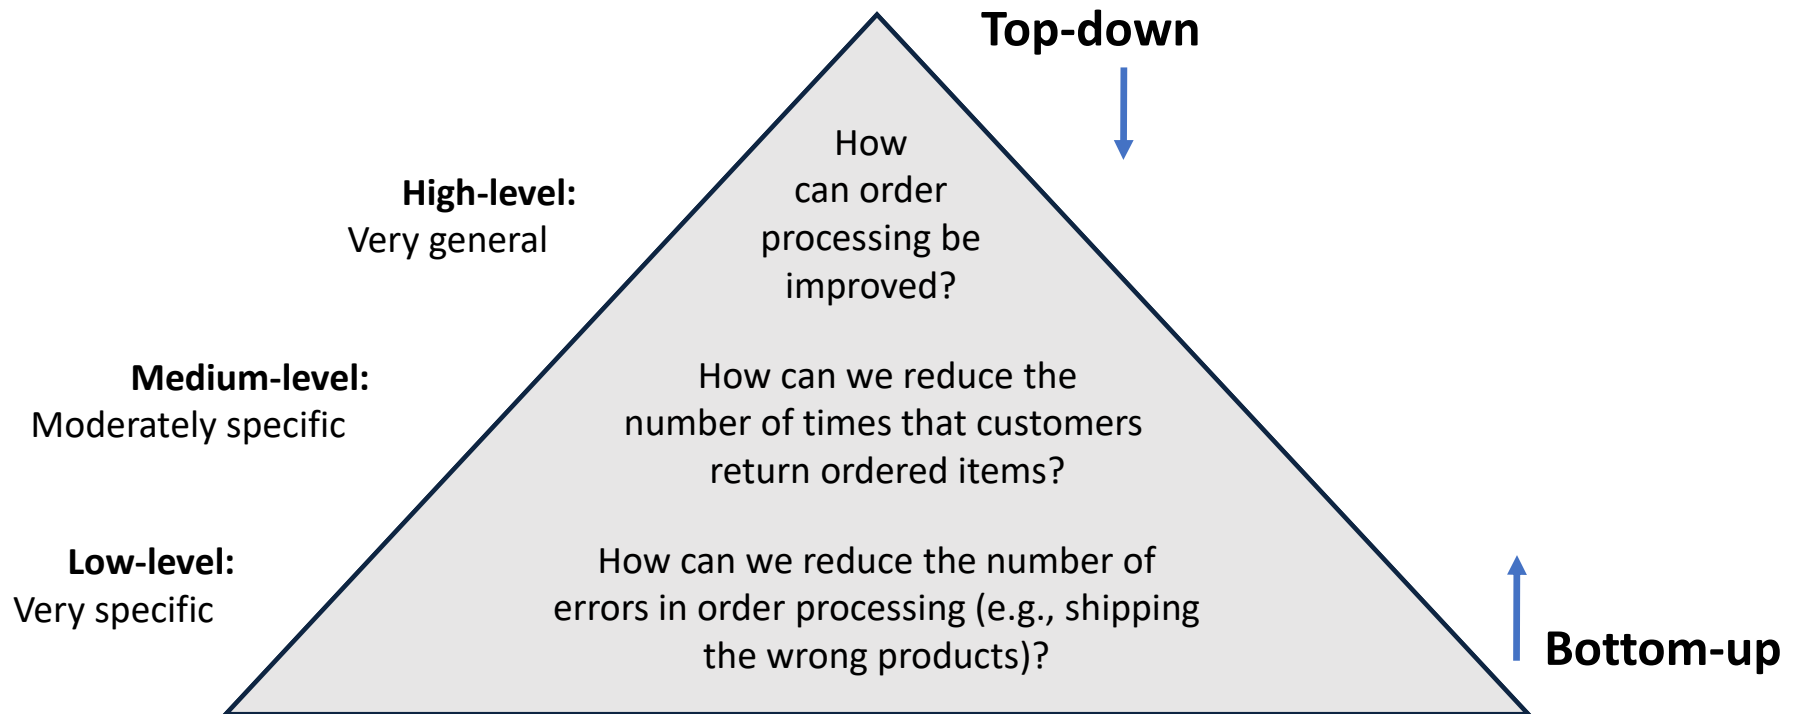 Top-down
How
can order
processing be
improved?
High-level:
Very general
Medium-level:
Moderately specific
How can we reduce the
number of times that customers
return ordered items?
Low-level:
Very specific
How can we reduce the number of
errors in order processing (e.g., shipping
the wrong products)?
Bottom-up